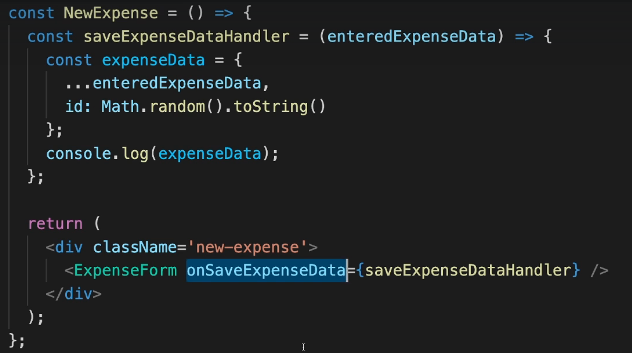 const NewExpense = () => {
  const saveExpenseDataHandler = (enteredExpenseData) => {
    const expenseData = {
      ...enteredExpenseData,
      id: Math.random().toString()
    };
    console.log(expenseData);
  };

  return (
    <div className='new-expense'>
      <ExpenseForm onSaveExpenseData={saveExpenseDataHandler} />
    </div>
  );
};